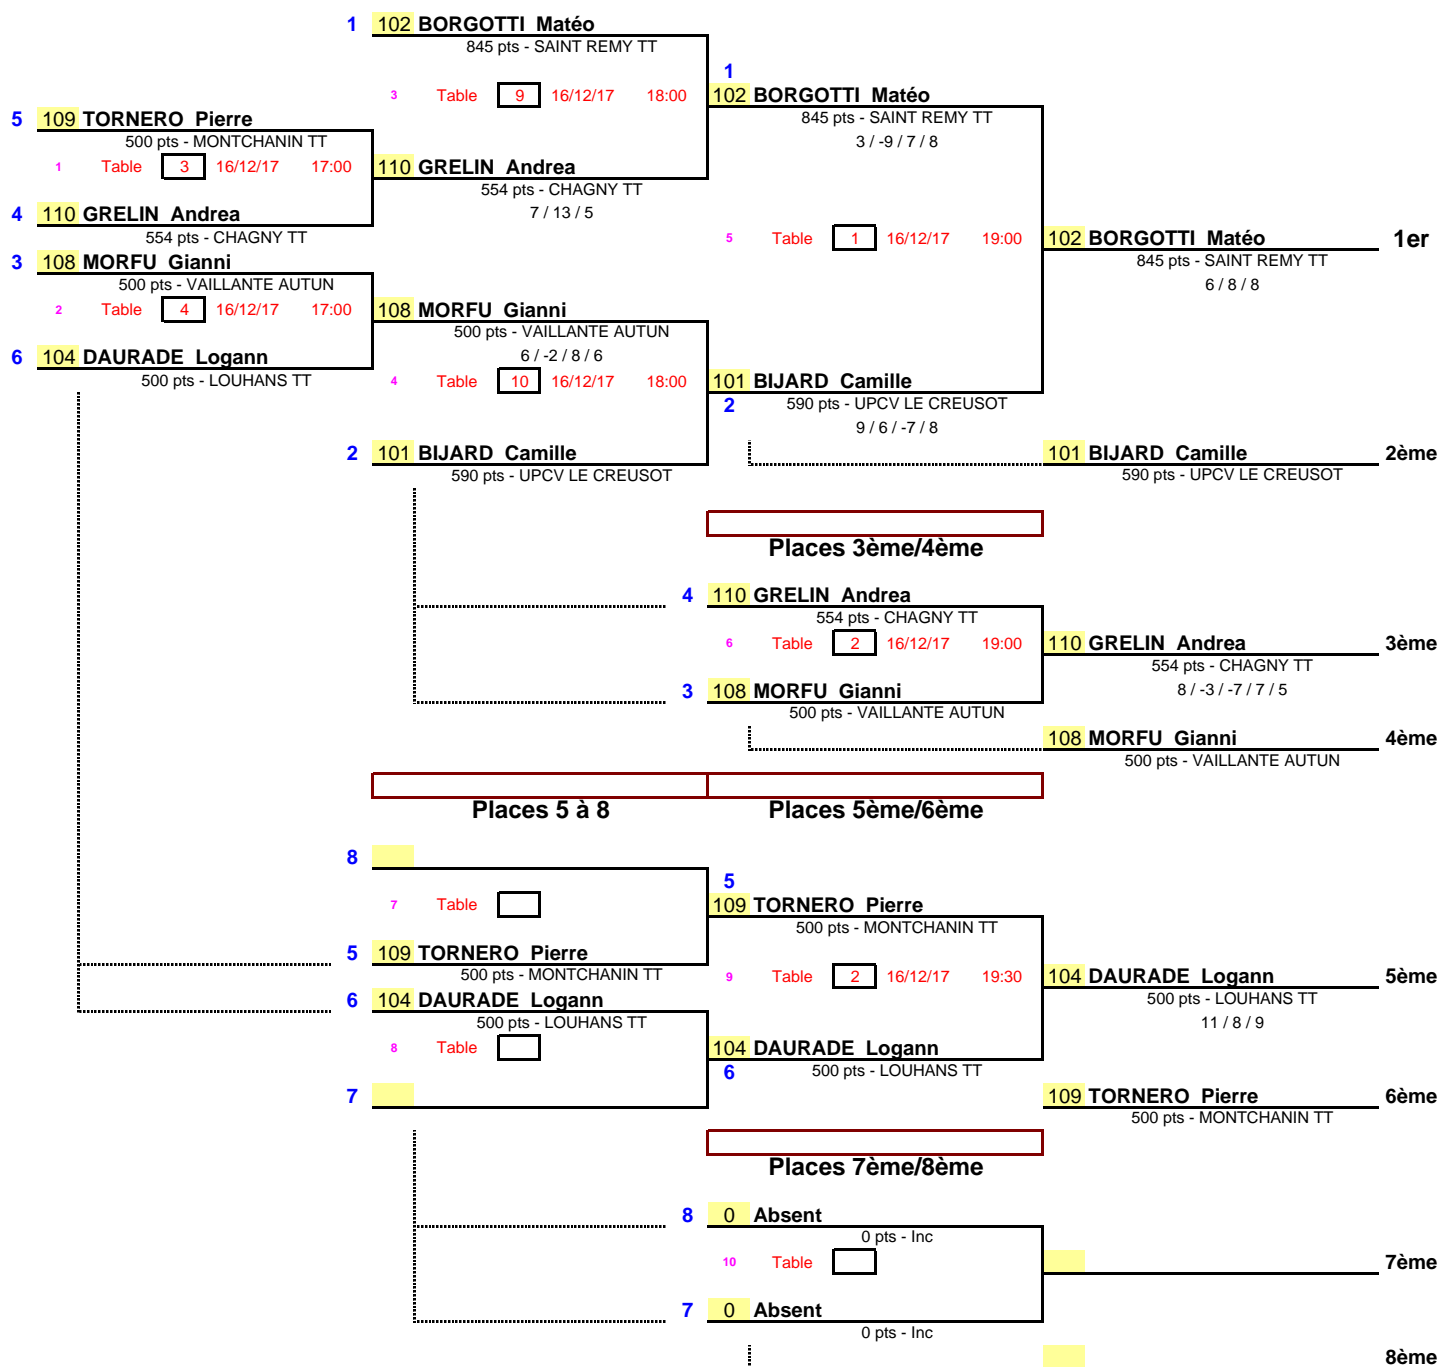 1 102 BORGOTTI Matéo
845 pts - SAINT REMY TT
1
3 Table 9 16/12/17 18:00 102 BORGOTTI Matéo
5 109 TORNERO Pierre 845 pts - SAINT REMY TT
500 pts - MONTCHANIN TT 3 / -9 / 7 / 8
1 Table 3 16/12/17 17:00 110 GRELIN Andrea
554 pts - CHAGNY TT
4 110 GRELIN Andrea 7 / 13 / 5
554 pts - CHAGNY TT 5 Table 1 16/12/17 19:00 102 BORGOTTI Matéo 1er
3 108 MORFU Gianni 845 pts - SAINT REMY TT
500 pts - VAILLANTE AUTUN 6 / 8 / 8
2 Table 4 16/12/17 17:00 108 MORFU Gianni
500 pts - VAILLANTE AUTUN
6 104 DAURADE Logann 6 / -2 / 8 / 6
500 pts - LOUHANS TT 4 Table 10 16/12/17 18:00 101 BIJARD Camille
2 590 pts - UPCV LE CREUSOT
9 / 6 / -7 / 8
2 101 BIJARD Camille 101 BIJARD Camille 2ème
590 pts - UPCV LE CREUSOT 590 pts - UPCV LE CREUSOT
Places 3ème/4ème
4 110 GRELIN Andrea
554 pts - CHAGNY TT
6 Table 2 16/12/17 19:00 110 GRELIN Andrea 3ème
554 pts - CHAGNY TT
3 108 MORFU Gianni 8 / -3 / -7 / 7 / 5
500 pts - VAILLANTE AUTUN
108 MORFU Gianni 4ème
500 pts - VAILLANTE AUTUN
Places 5 à 8 Places 5ème/6ème
8
5
7 Table 109 TORNERO Pierre
500 pts - MONTCHANIN TT
5 109 TORNERO Pierre
500 pts - MONTCHANIN TT 9 Table 2 16/12/17 19:30 104 DAURADE Logann 5ème
6 104 DAURADE Logann 500 pts - LOUHANS TT
500 pts - LOUHANS TT 11 / 8 / 9
8 Table 104 DAURADE Logann
6 500 pts - LOUHANS TT
7 109 TORNERO Pierre 6ème
500 pts - MONTCHANIN TT
Places 7ème/8ème
8 0 Absent
0 pts - Inc
10 Table 7ème
7 0 Absent
0 pts - Inc
8ème